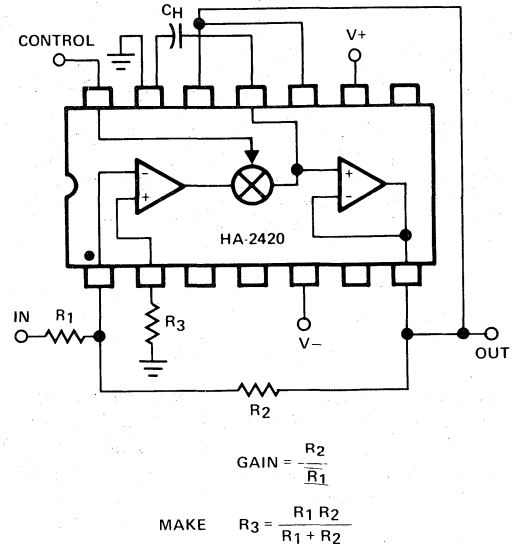 CH
CONTROL
V+
-
+
+
-
HA-2420
IN
R1
R3
V-
OUT
R2
GAIN = - R2
R1
MAKE R3 = R1 R2
R1 + R2